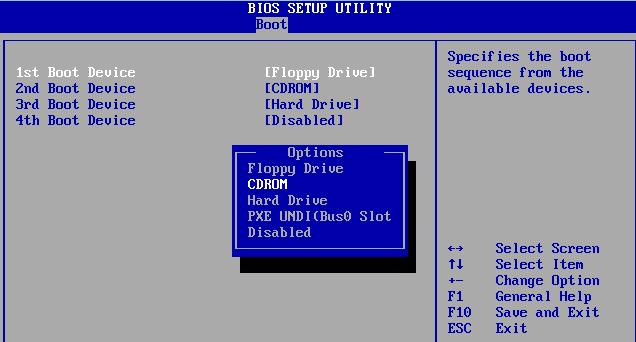 BIOS SETUP UTILITY
Boot
1st Boot Device [Floppy Drive]
2nd Boot Device [CDROM]
3rd Boot Device [Hard Drive]
4th Boot Device [Disabled]
Options
Floppy Drive
CDROM
Hard Drive
PXE UNDI(Bus0 Slot
Disabled
Specifies the boot
sequence from the
available devices.
↔ Select Screen
↑↓ Select Item
+- Change Option
F1 General Help
F10 Save and Exit
ESC Exit